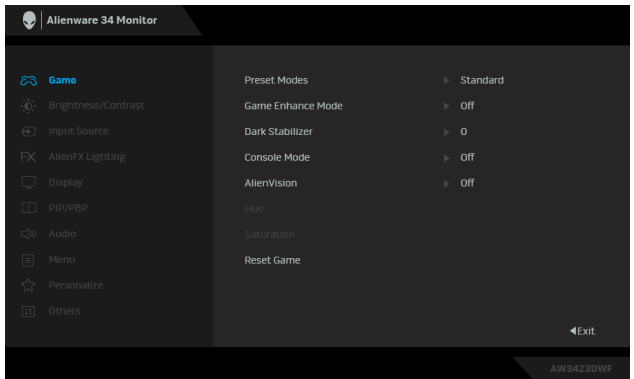 Alienware 34 Monitor
Game
Brightness/Contrast
Input Source
FX AlienFX Lighting
Display
PIP/PBP
Audio
Menu
Personalize
Others
Preset Modes Standard
Game Enhance Mode Off
Dark Stabilizer 0
Console Mode Off
AlienVision Off
Hue
Saturation
Reset Game
Exit
AW3423DWF